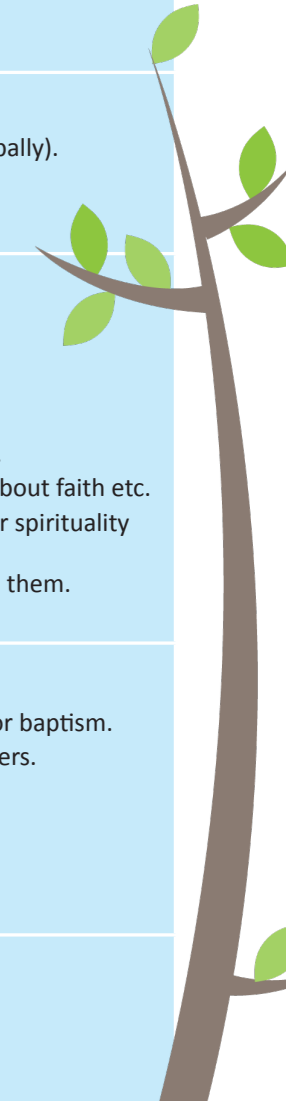 bally).
bout faith etc.
r spirituality
them.
or baptism.
ers.